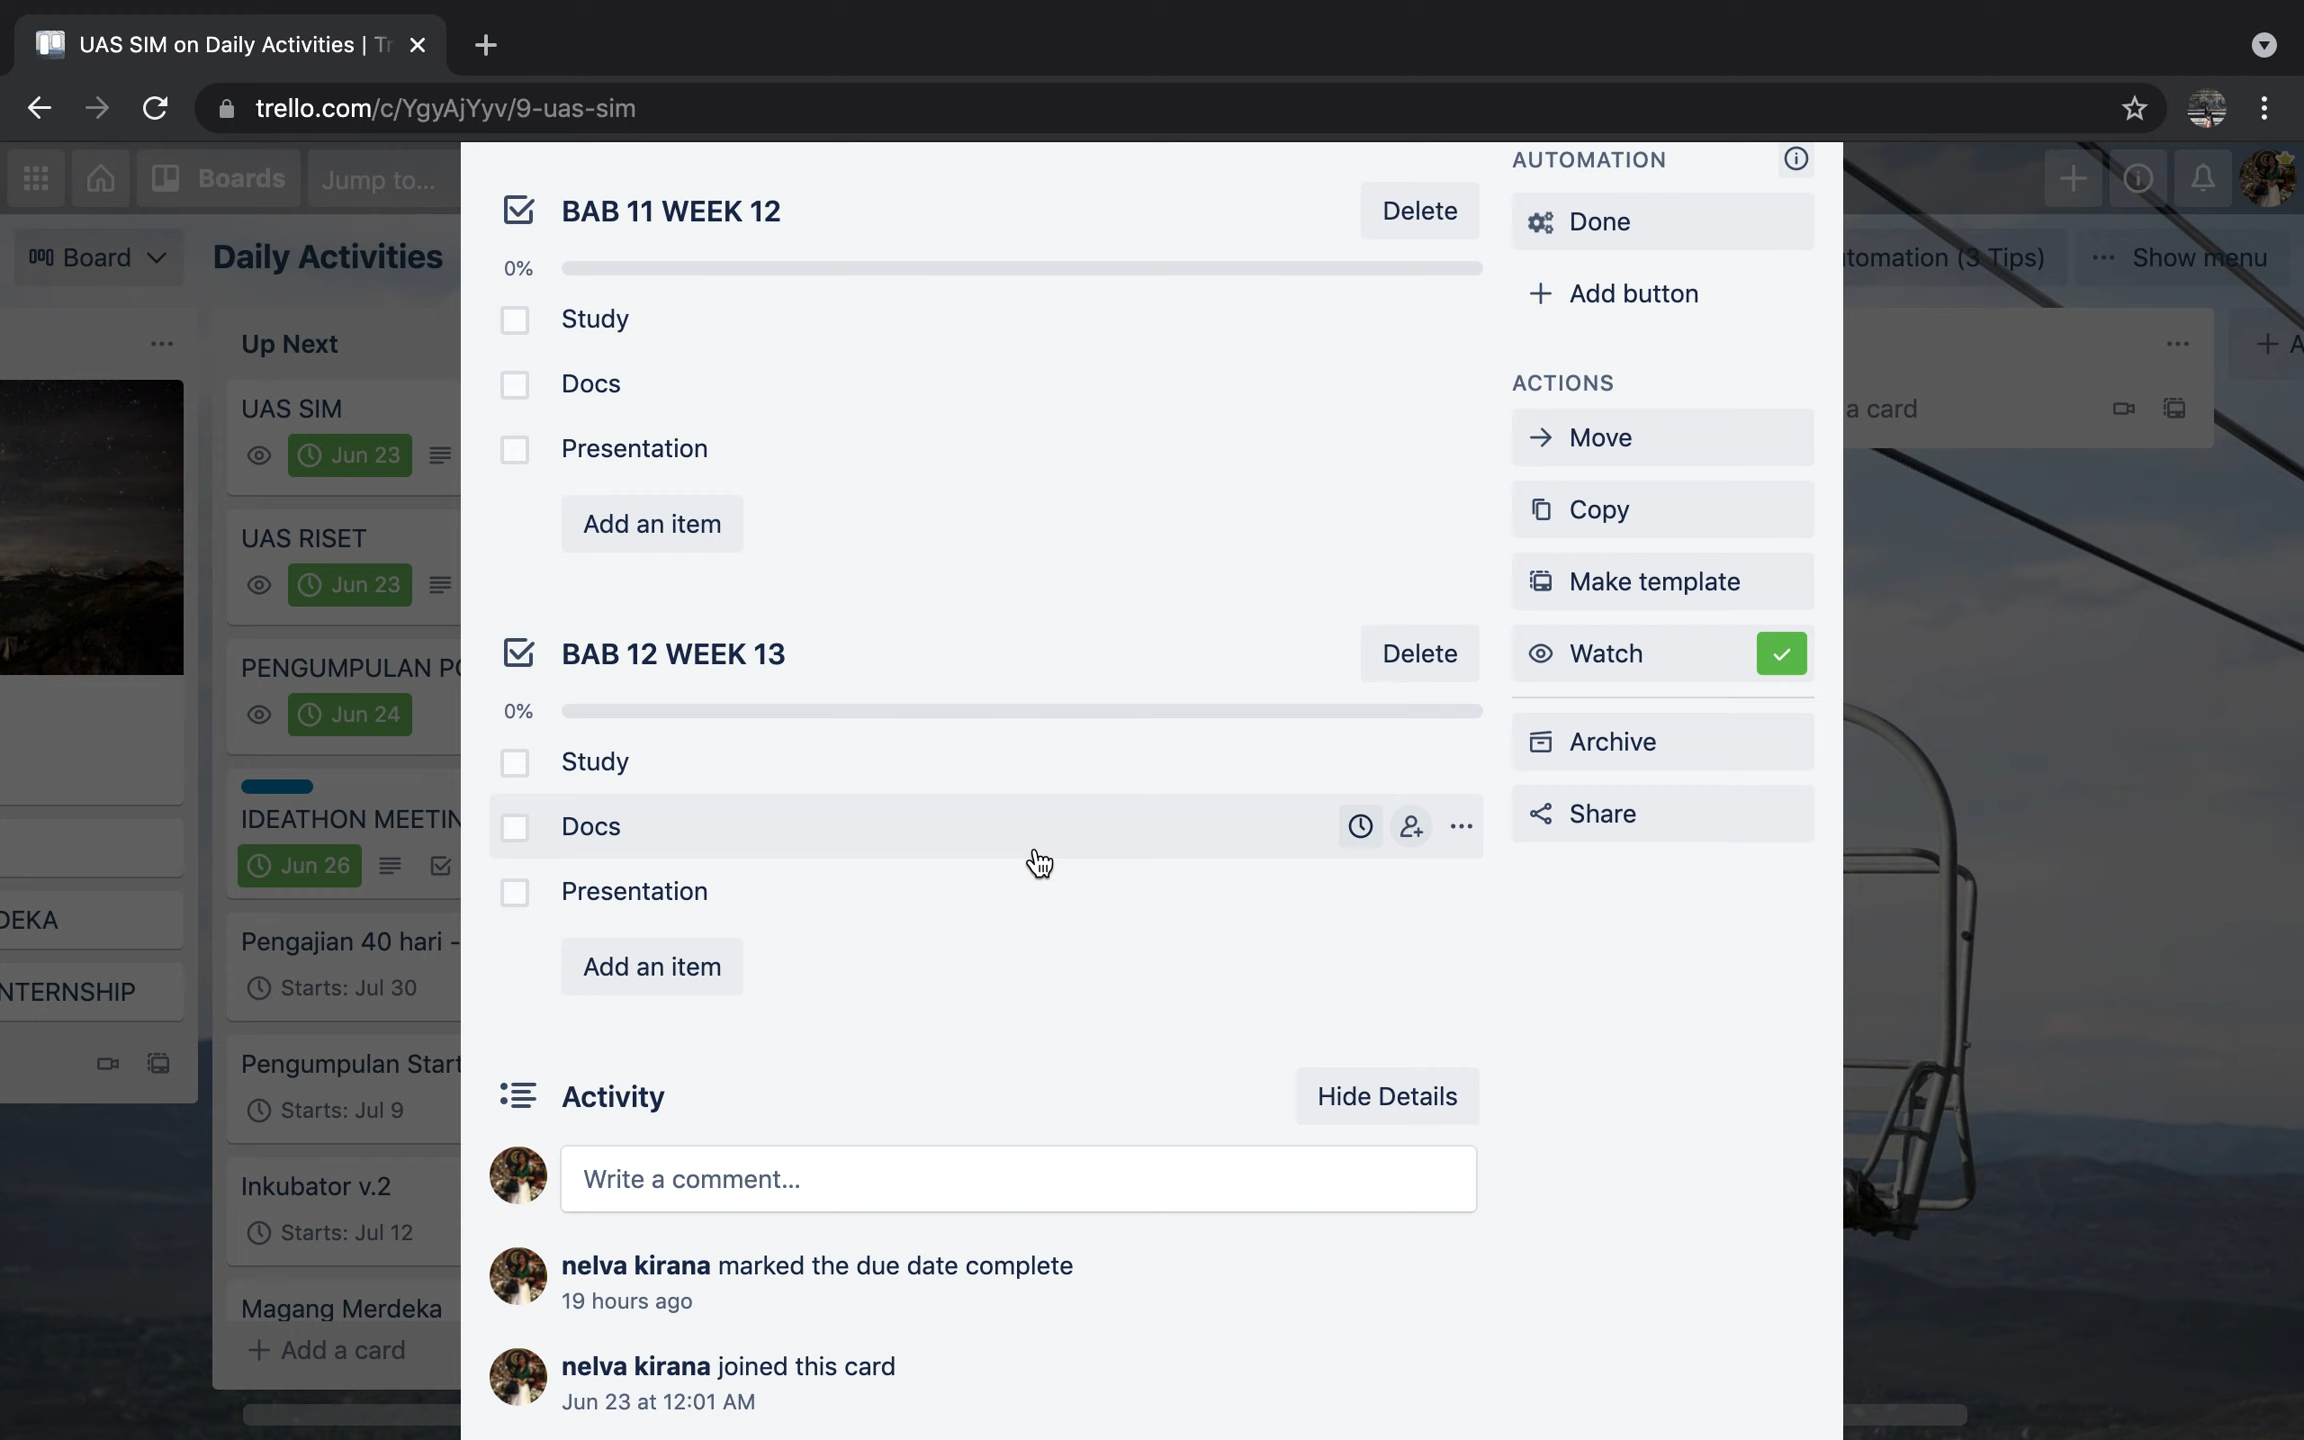 UAS SIM on Daily Activities | Tr
trello.com/c/YgyAjYyv/9-uas-sim
Boards
Jump to...
Board
Daily Activities
tomation (3 Tips)
Show menu
Up Next
UAS SIM
Jun 23
UAS RISET
Jun 23
PENGUMPULAN PO
Jun 24
IDEATHON MEETIN
Jun 26
Pengajian 40 hari -
Starts: Jul 30
Pengumpulan Start
Starts: Jul 9
Inkubator v.2
Starts: Jul 12
Magang Merdeka
Add a card
DEKA
NTERNSHIP
BAB 11 WEEK 12
Delete
0%
Study
Docs
Presentation
Add an item
BAB 12 WEEK 13
Delete
0%
Study
Docs
Presentation
Add an item
Activity
Hide Details
Write a comment...
nelva kirana marked the due date complete
19 hours ago
nelva kirana joined this card
Jun 23 at 12:01 AM
AUTOMATION
Done
Add button
ACTIONS
Move
Copy
Make template
Watch
Archive
Share
a card
A